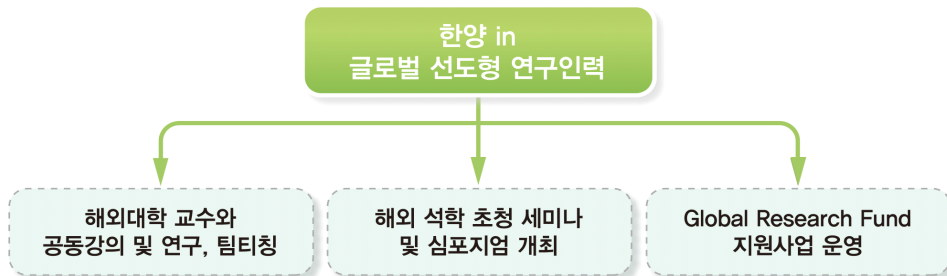 한양 in
글로벌 선도형 연구인력
해외대학 교수와
공동강의 및 연구, 팀티칭
해외 석학 초청 세미나
및 심포지엄 개최
Global Research Fund
지원사업 운영